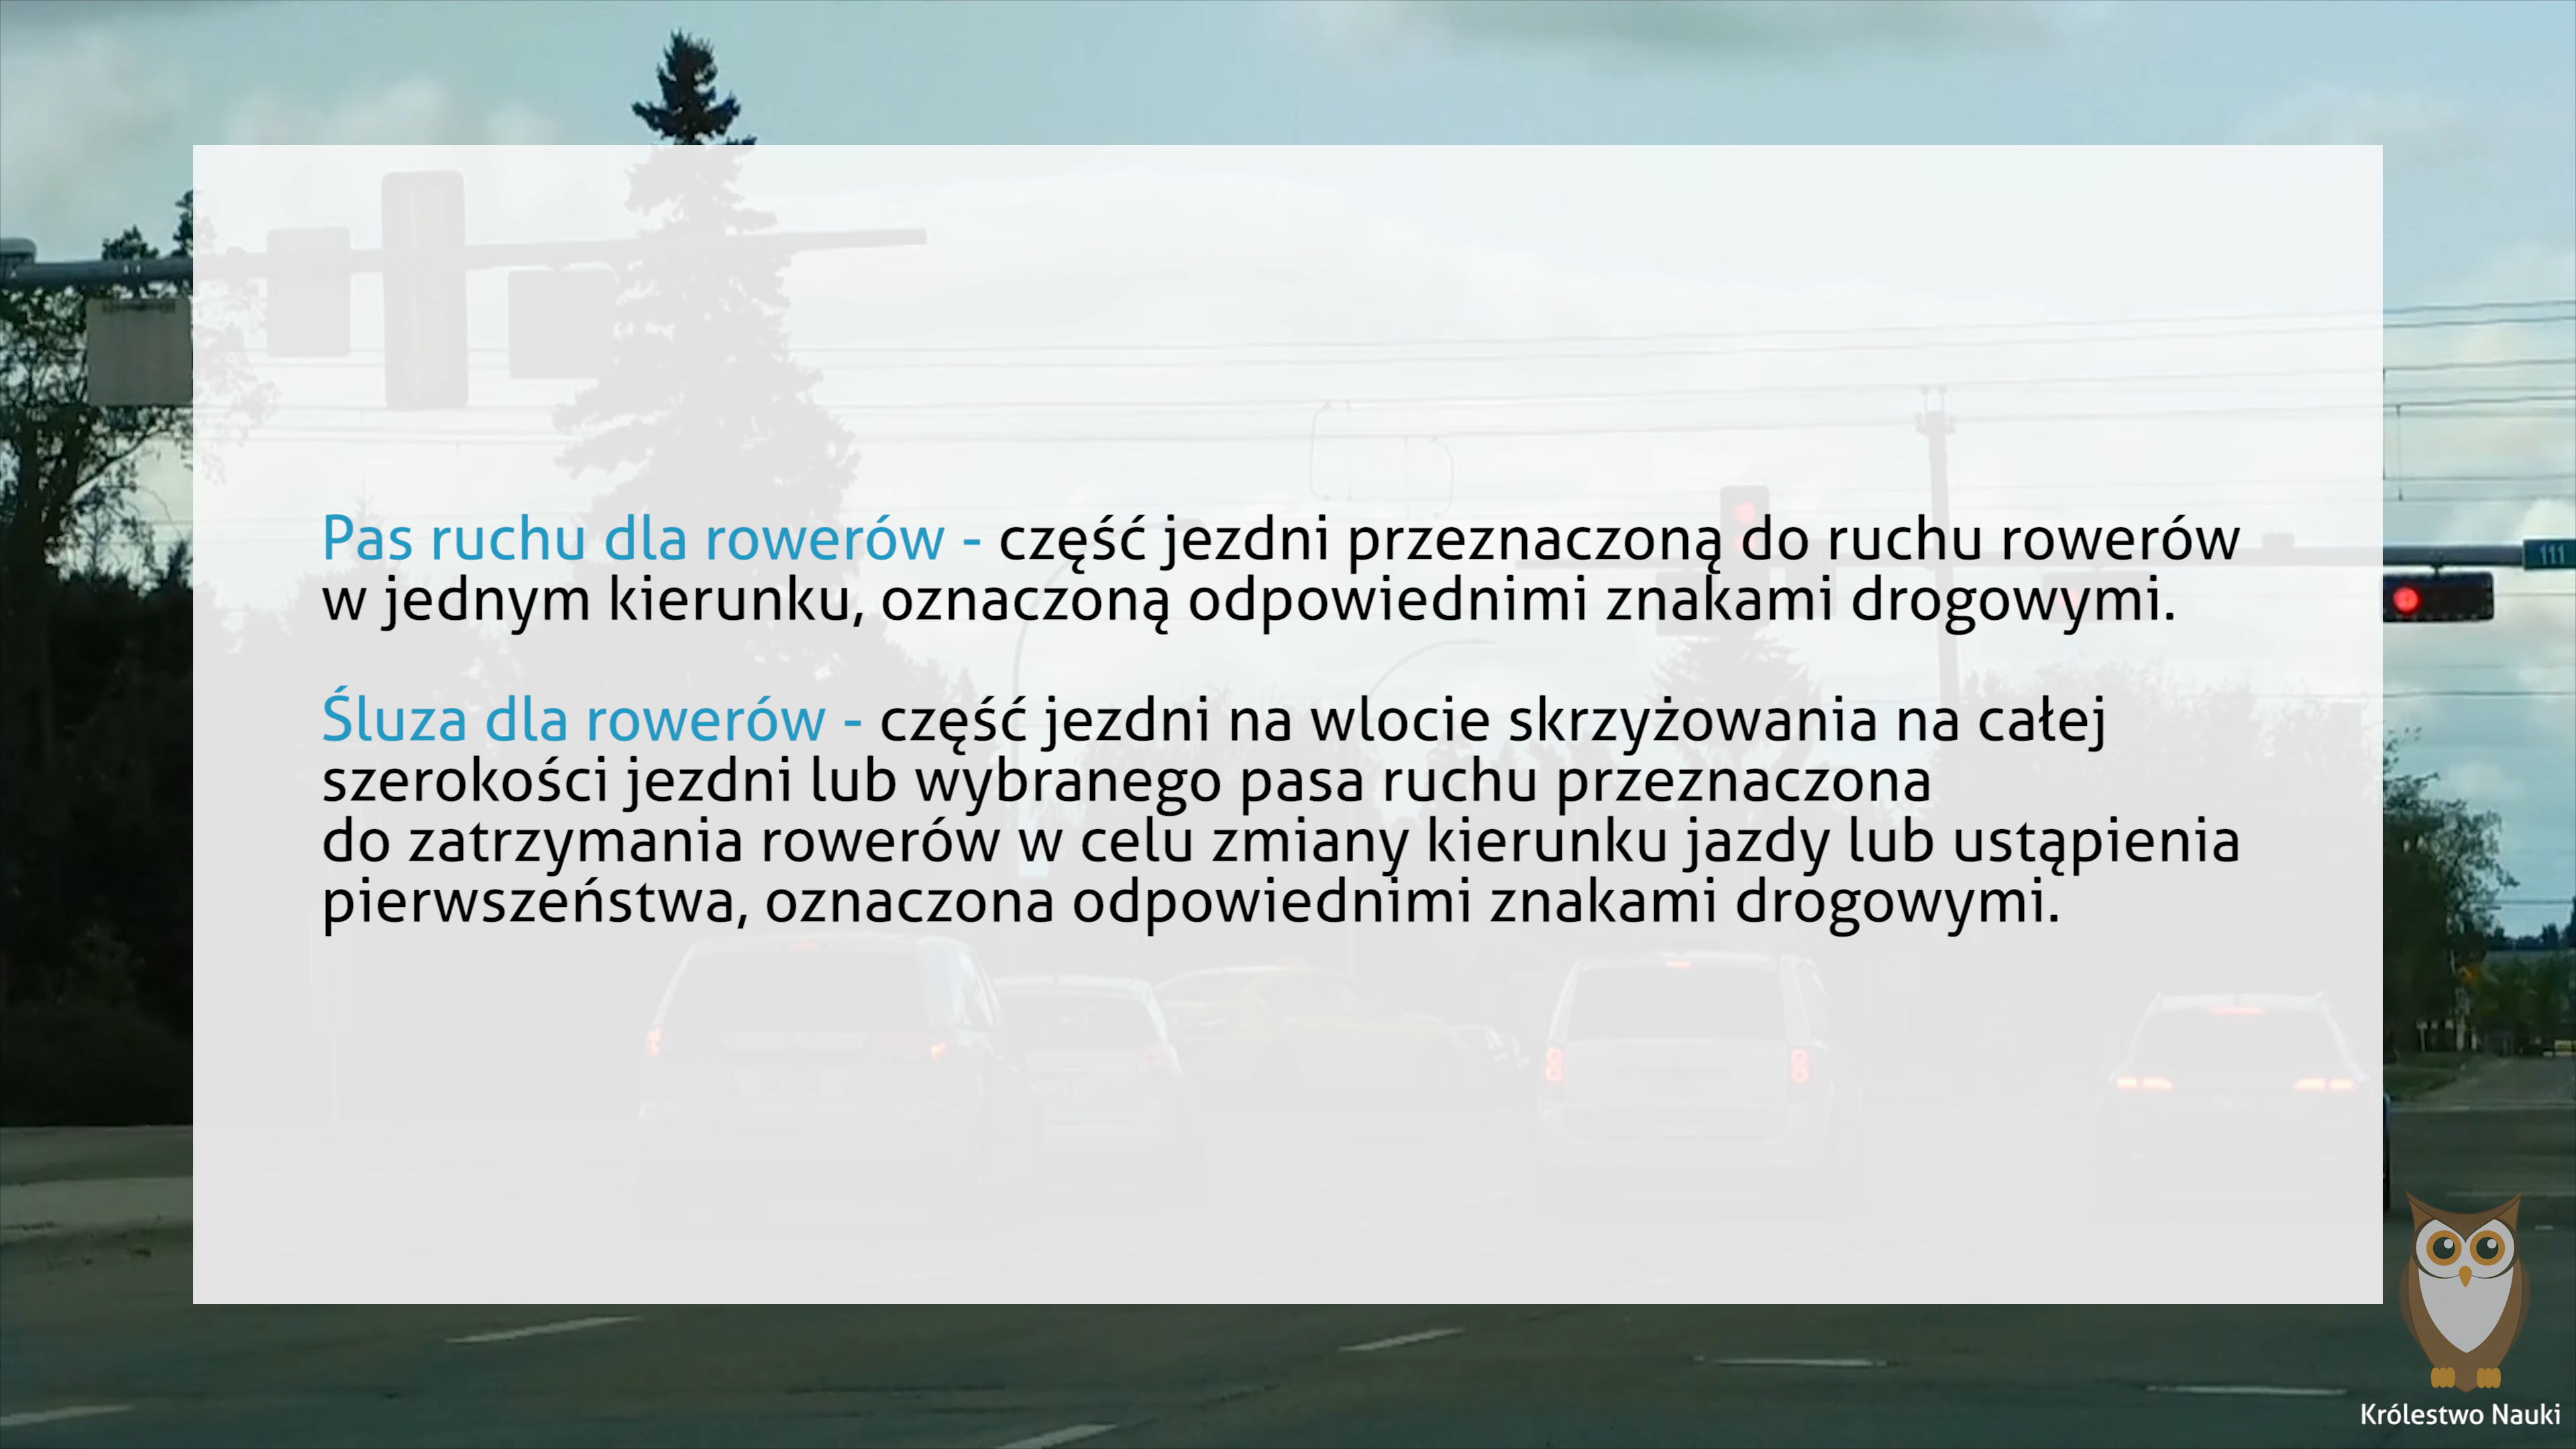 Pas ruchu dla rowerów - część jezdni przeznaczoną do ruchu rowerów
w jednym kierunku, oznaczoną odpowiednimi znakami drogowymi.
Śluza dla rowerów - część jezdni na wlocie skrzyżowania na całej
szerokości jezdni lub wybranego pasa ruchu przeznaczona
do zatrzymania rowerów w celu zmiany kierunku jazdy lub ustąpienia
pierwszeństwa, oznaczona odpowiednimi znakami drogowymi.
111
Królestwo Nauki